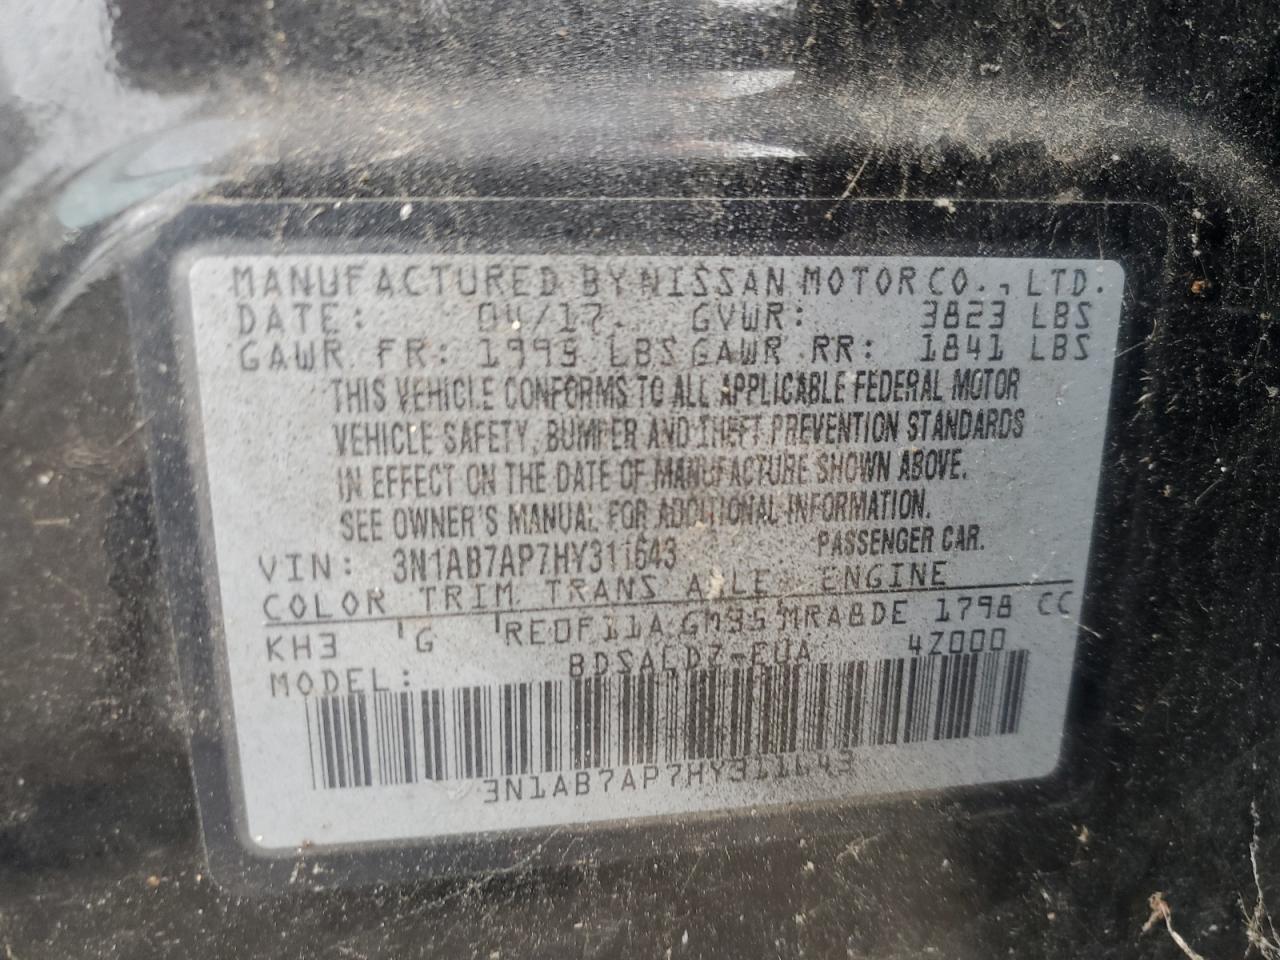 MANUFACTURED BY NISSAN MOTOR CO., LTD.
DATE: 04/17 GVWR: 3823 LBS
GAWR FR: 1999 LBS GAWR RR: 1841 LBS
THIS VEHICLE CONFORMS TO ALL APPLICABLE FEDERAL MOTOR
VEHICLE SAFETY, BUMPER AND THEFT PREVENTION STANDARDS
IN EFFECT ON THE DATE OF MANUFACTURE SHOWN ABOVE.
SEE OWNER'S MANUAL FOR ADDITIONAL INFORMATION.
VIN: 3N1AB7AP7HY311643 PASSENGER CAR.
COLOR TRIM TRANS AXLE ENGINE
KH3 G RE0F11A GM35 MRA8DE 1798 CC
MODEL: BDSALDZ-EUA 4Z000
3N1AB7AP7HY311643